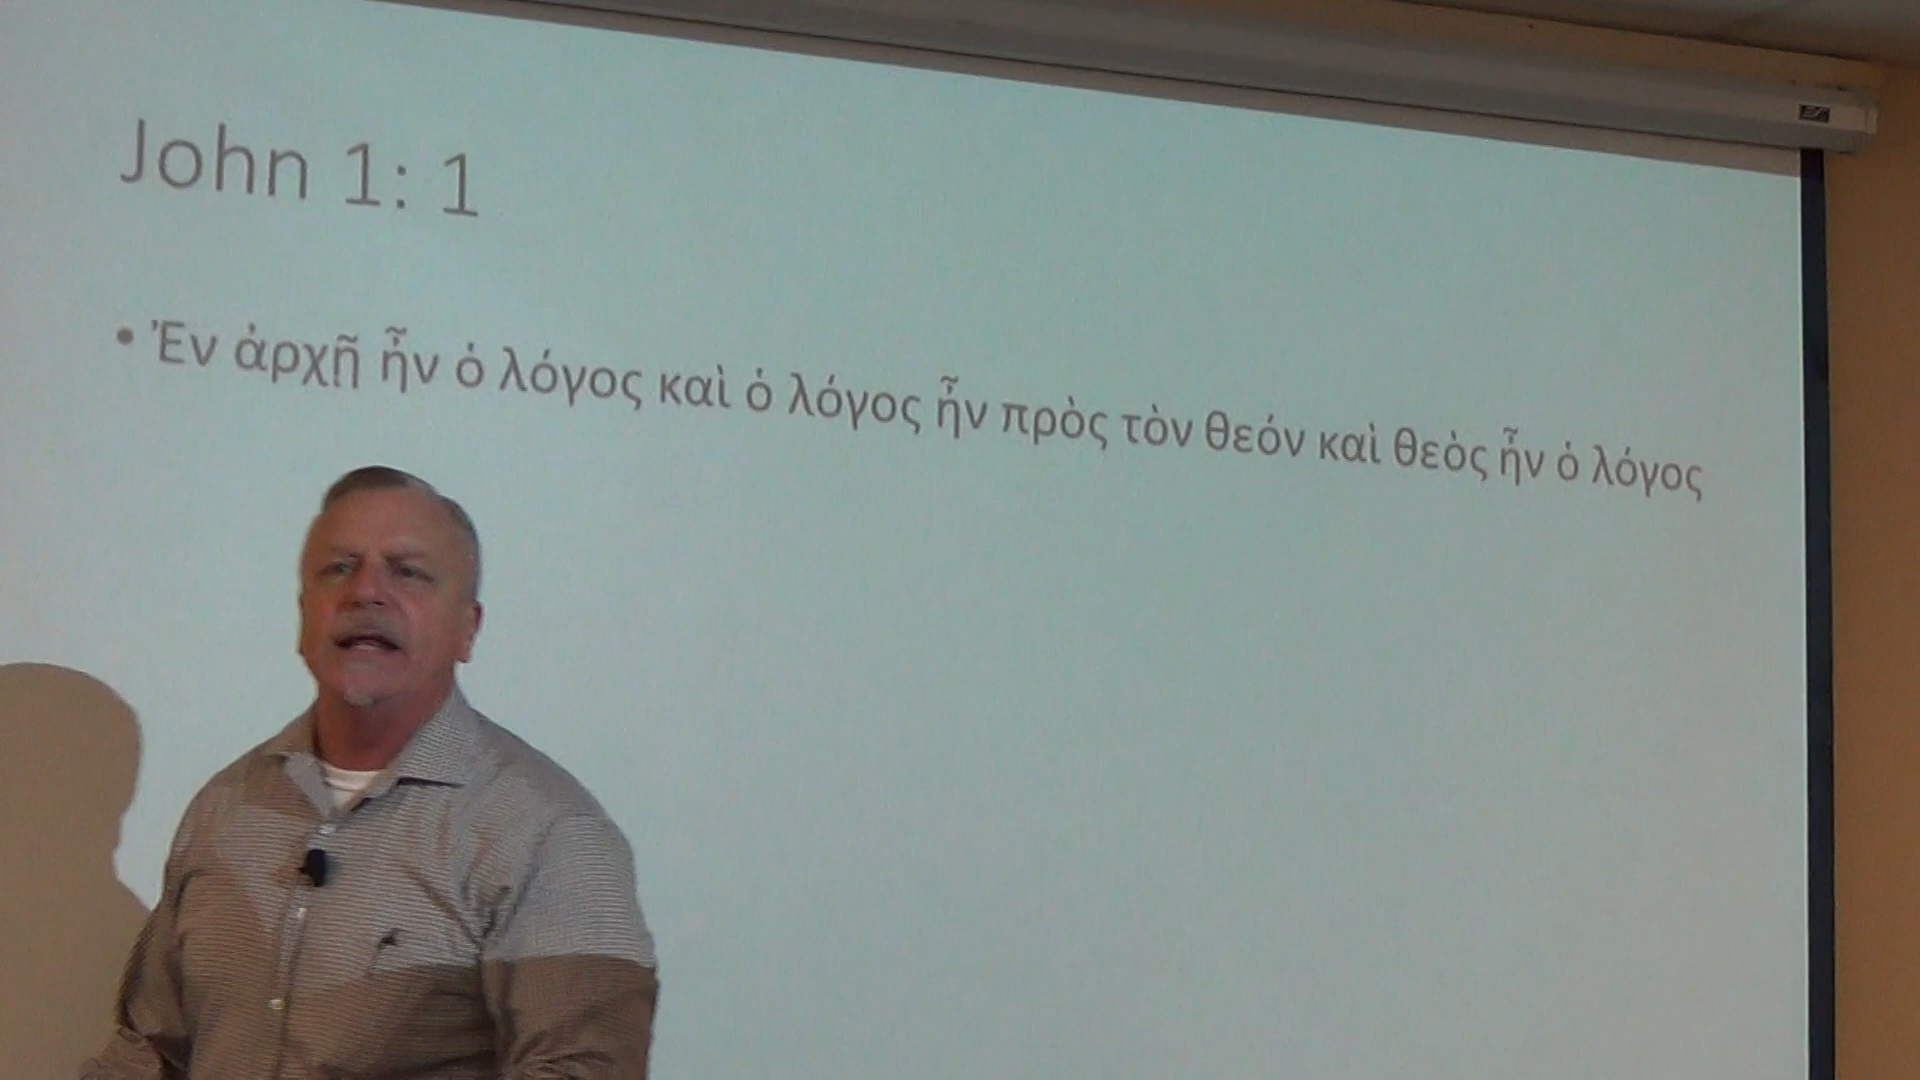 John 1: 1
• Ἐν ἀρχῇ ἦν ὁ λόγος καὶ ὁ λόγος ἦν πρὸς τὸν θεόν καὶ θεὸς ἦν ὁ λόγος